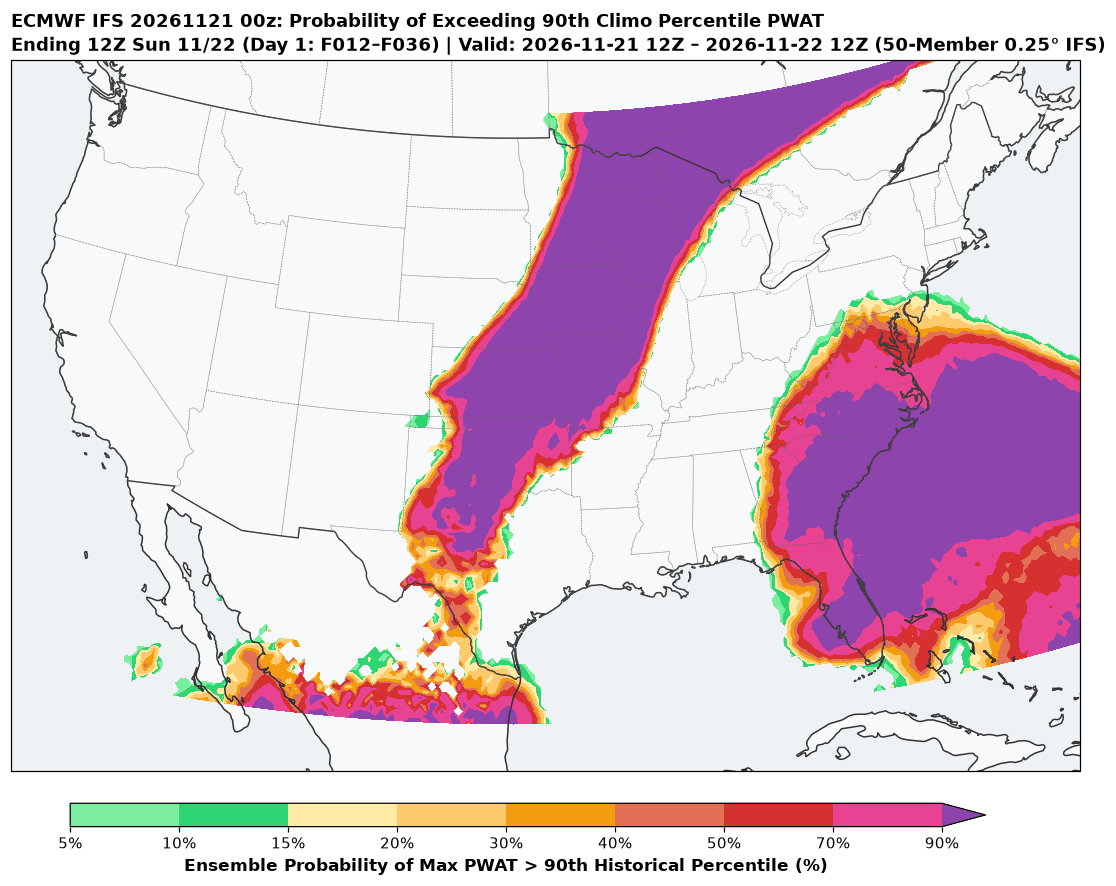 ECMWF IFS 20261121 00z: Probability of Exceeding 90th Climo Percentile PWAT
Ending 12Z Sun 11/22 (Day 1: F012–F036) | Valid: 2026-11-21 12Z – 2026-11-22 12Z (50-Member 0.25° IFS)
5% 10% 15% 20% 30% 40% 50% 70% 90%
Ensemble Probability of Max PWAT > 90th Historical Percentile (%)